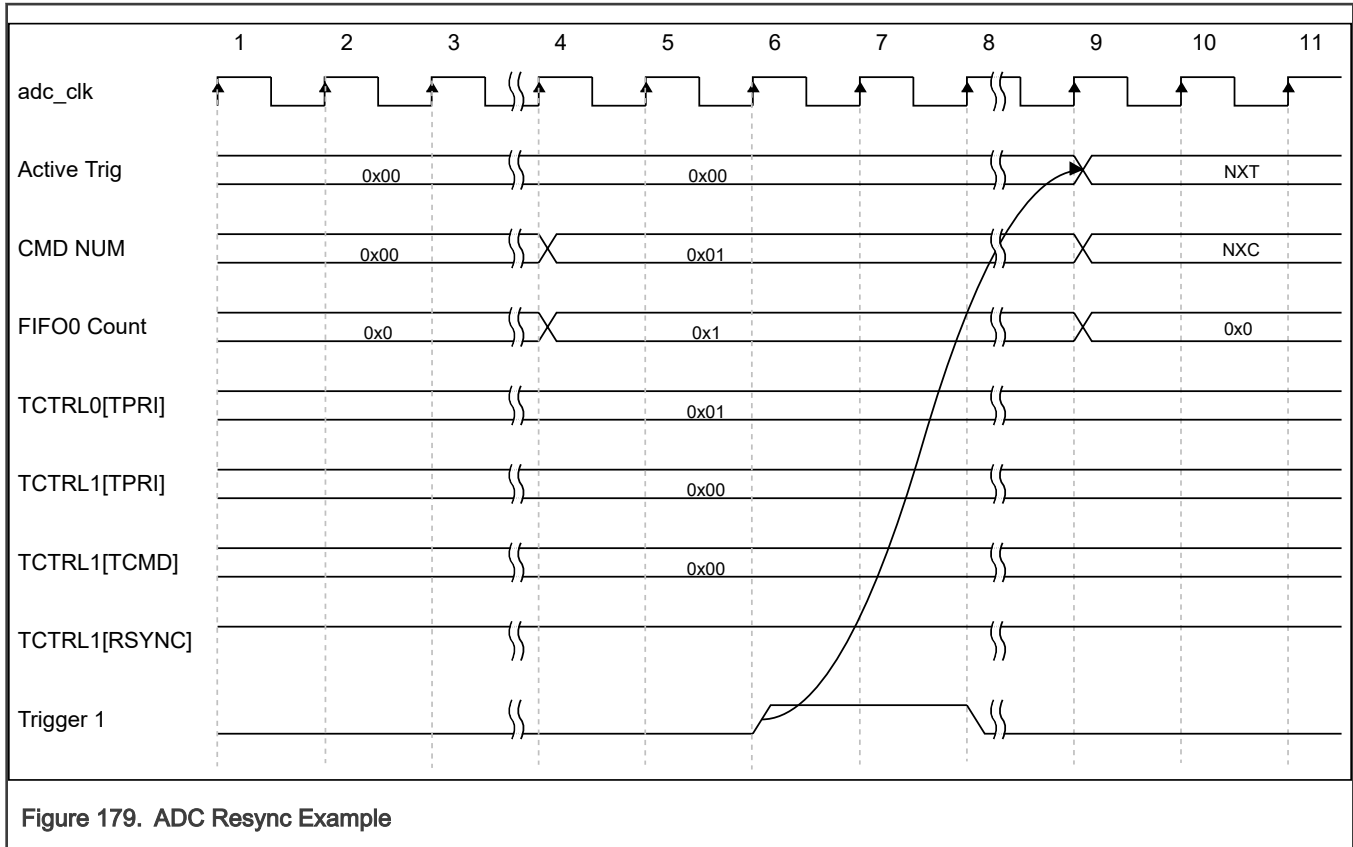 1 2 3 4 5 6 7 8 9 10 11
adc_clk
Active Trig 0x00 0x00 NXT
CMD NUM 0x00 0x01 NXC
FIFO0 Count 0x0 0x1 0x0
TCTRL0[TPRI] 0x01
TCTRL1[TPRI] 0x00
TCTRL1[TCMD] 0x00
TCTRL1[RSYNC]
Trigger 1
Figure 179. ADC Resync Example